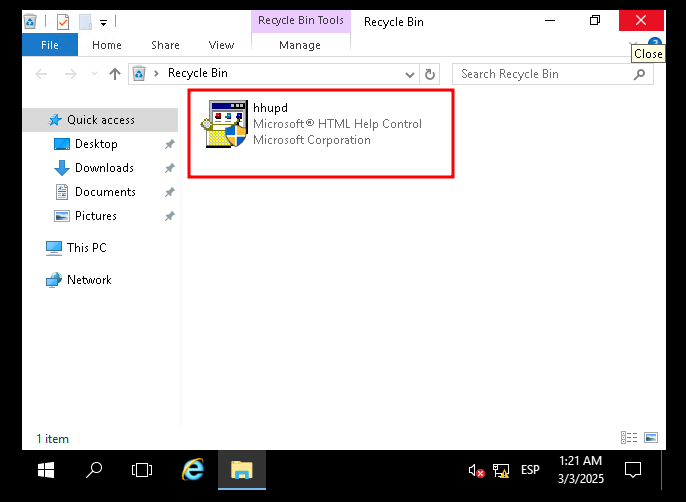 Recycle Bin Tools
Recycle Bin
File
Home
Share
View
Manage
Close
Recycle Bin
Search Recycle Bin
Quick access
Desktop
Downloads
Documents
Pictures
This PC
Network
hhupd
Microsoft® HTML Help Control
Microsoft Corporation
1 item
ESP
1:21 AM
3/3/2025